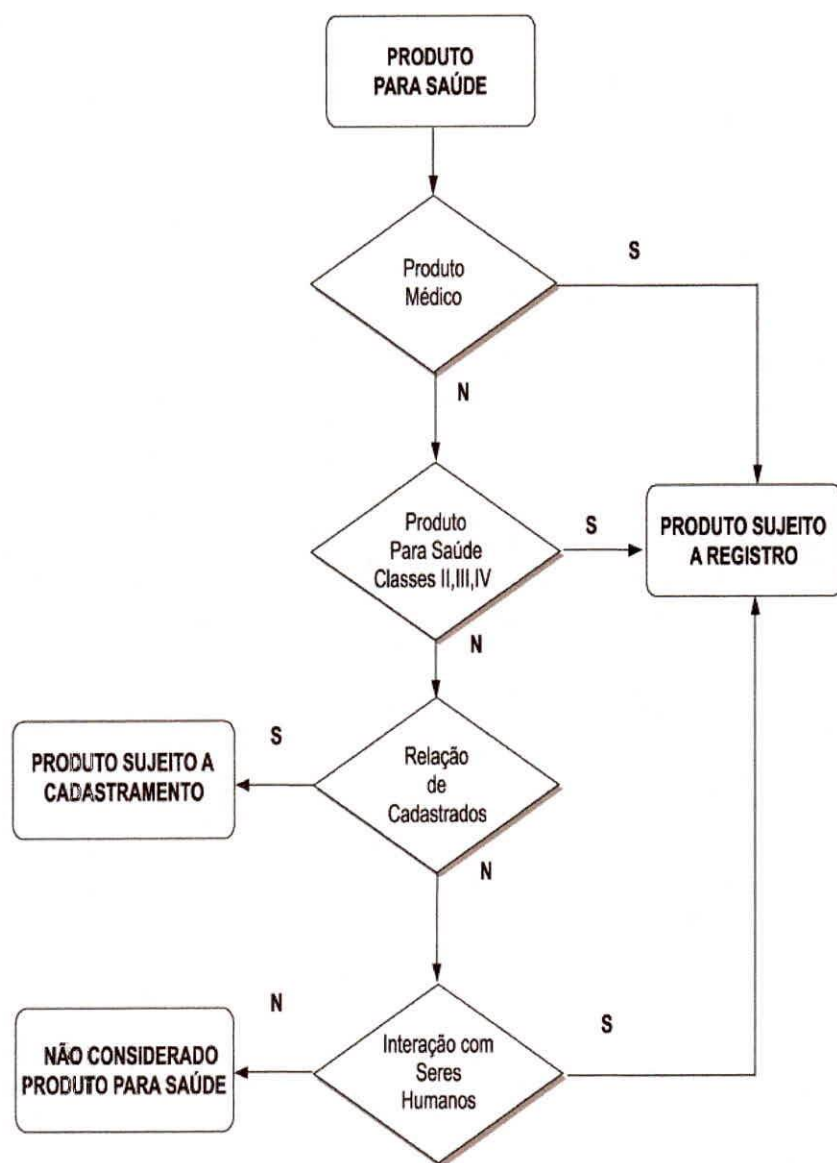 PRODUTO
PARA SAÚDE
Produto
Médico
S
N
Produto
Para Saúde
Classes II,III,IV
S
PRODUTO SUJEITO
A REGISTRO
N
PRODUTO SUJEITO A
CADASTRAMENTO
S
Relação
de
Cadastrados
N
NÃO CONSIDERADO
PRODUTO PARA SAÚDE
N
Interação com
Seres
Humanos
S